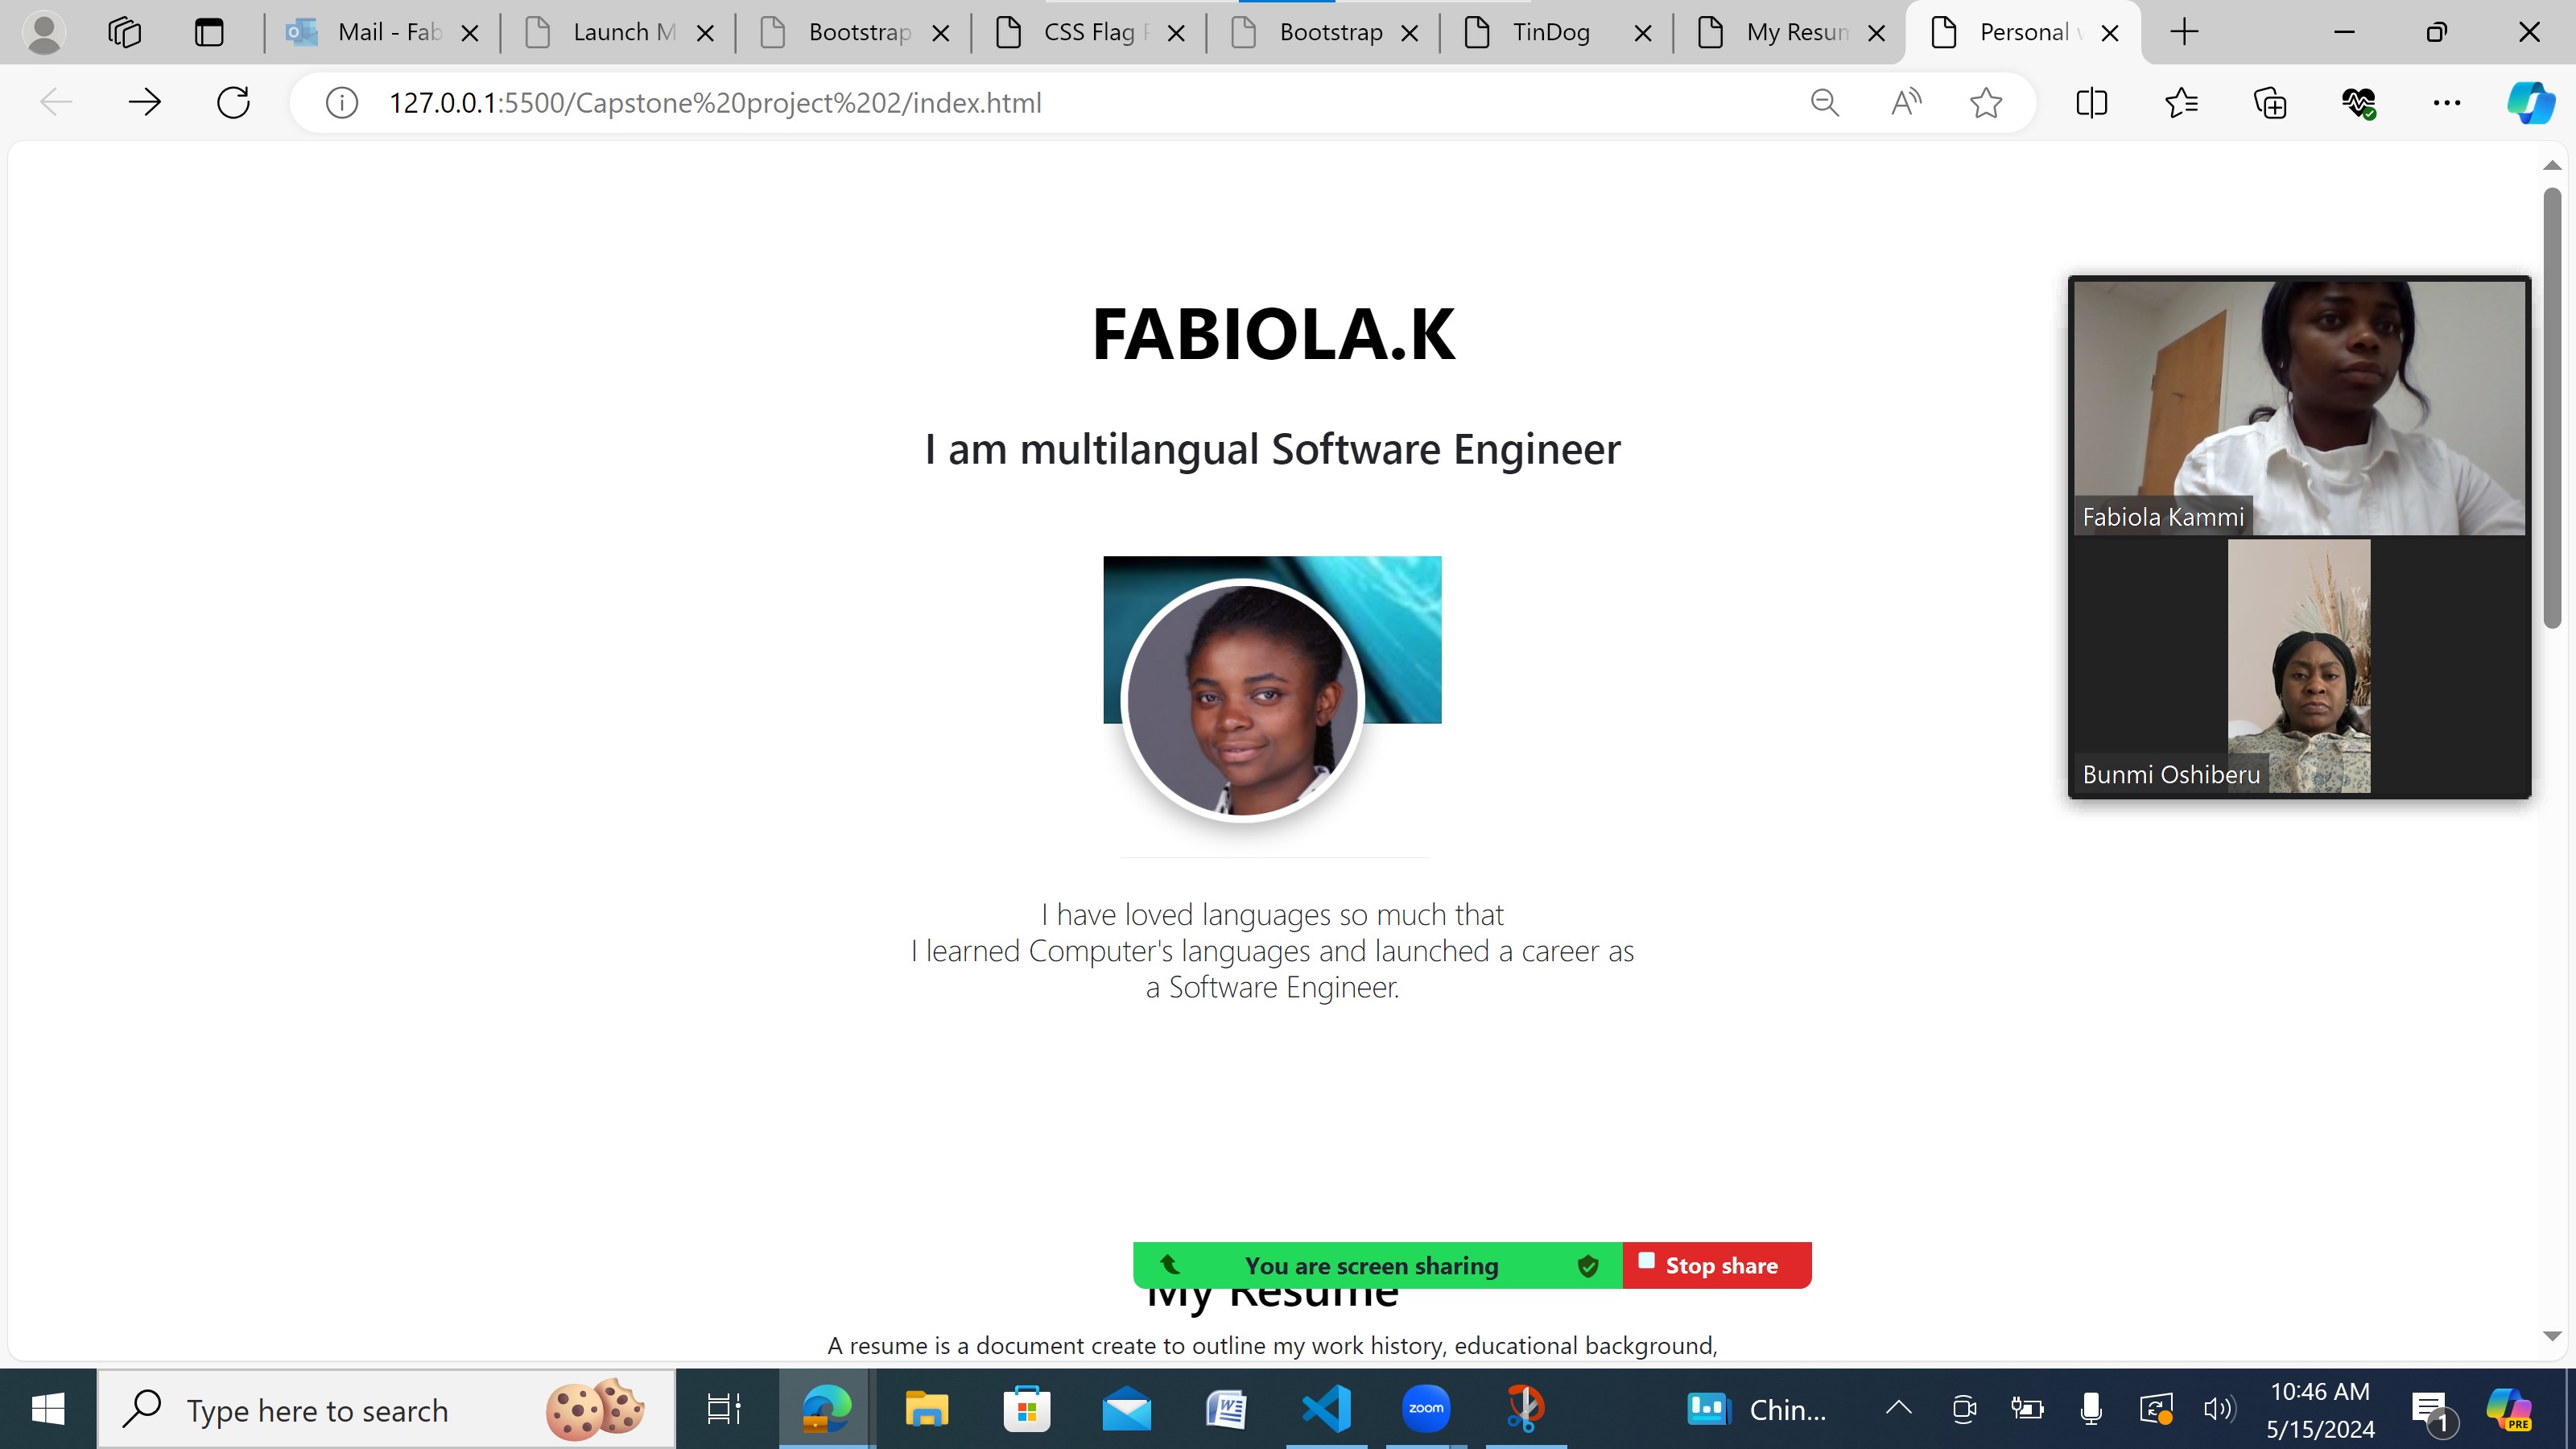 Mail - Fab
Launch M
Bootstrap
CSS Flag P
Bootstrap
TinDog
My Resum
Personal w
127.0.0.1:5500/Capstone%20project%202/index.html
FABIOLA.K
I am multilangual Software Engineer
Fabiola Kammi
Bunmi Oshiberu
I have loved languages so much that
I learned Computer's languages and launched a career as
a Software Engineer.
You are screen sharing
Stop share
My Resume
A resume is a document create to outline my work history, educational background,
Type here to search
zoom
Chin...
10:46 AM
5/15/2024
1
PRE